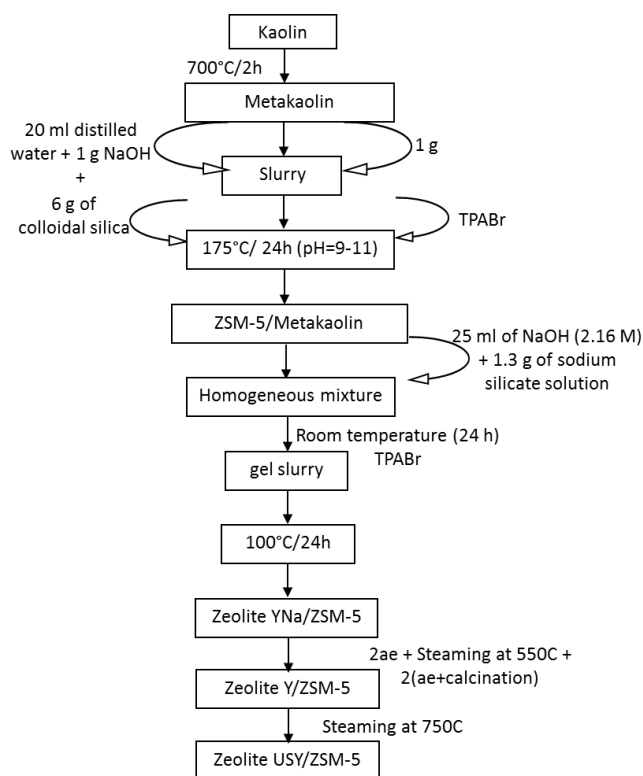 Kaolin
700°C/2h
Metakaolin
20 ml distilled
water + 1 g NaOH
+
6 g of
colloidal silica
1 g
Slurry
TPABr
175°C/ 24h (pH=9-11)
ZSM-5/Metakaolin
25 ml of NaOH (2.16 M)
+ 1.3 g of sodium
silicate solution
Homogeneous mixture
Room temperature (24 h)
TPABr
gel slurry
100°C/24h
Zeolite YNa/ZSM-5
2ae + Steaming at 550C +
2(ae+calcination)
Zeolite Y/ZSM-5
Steaming at 750C
Zeolite USY/ZSM-5